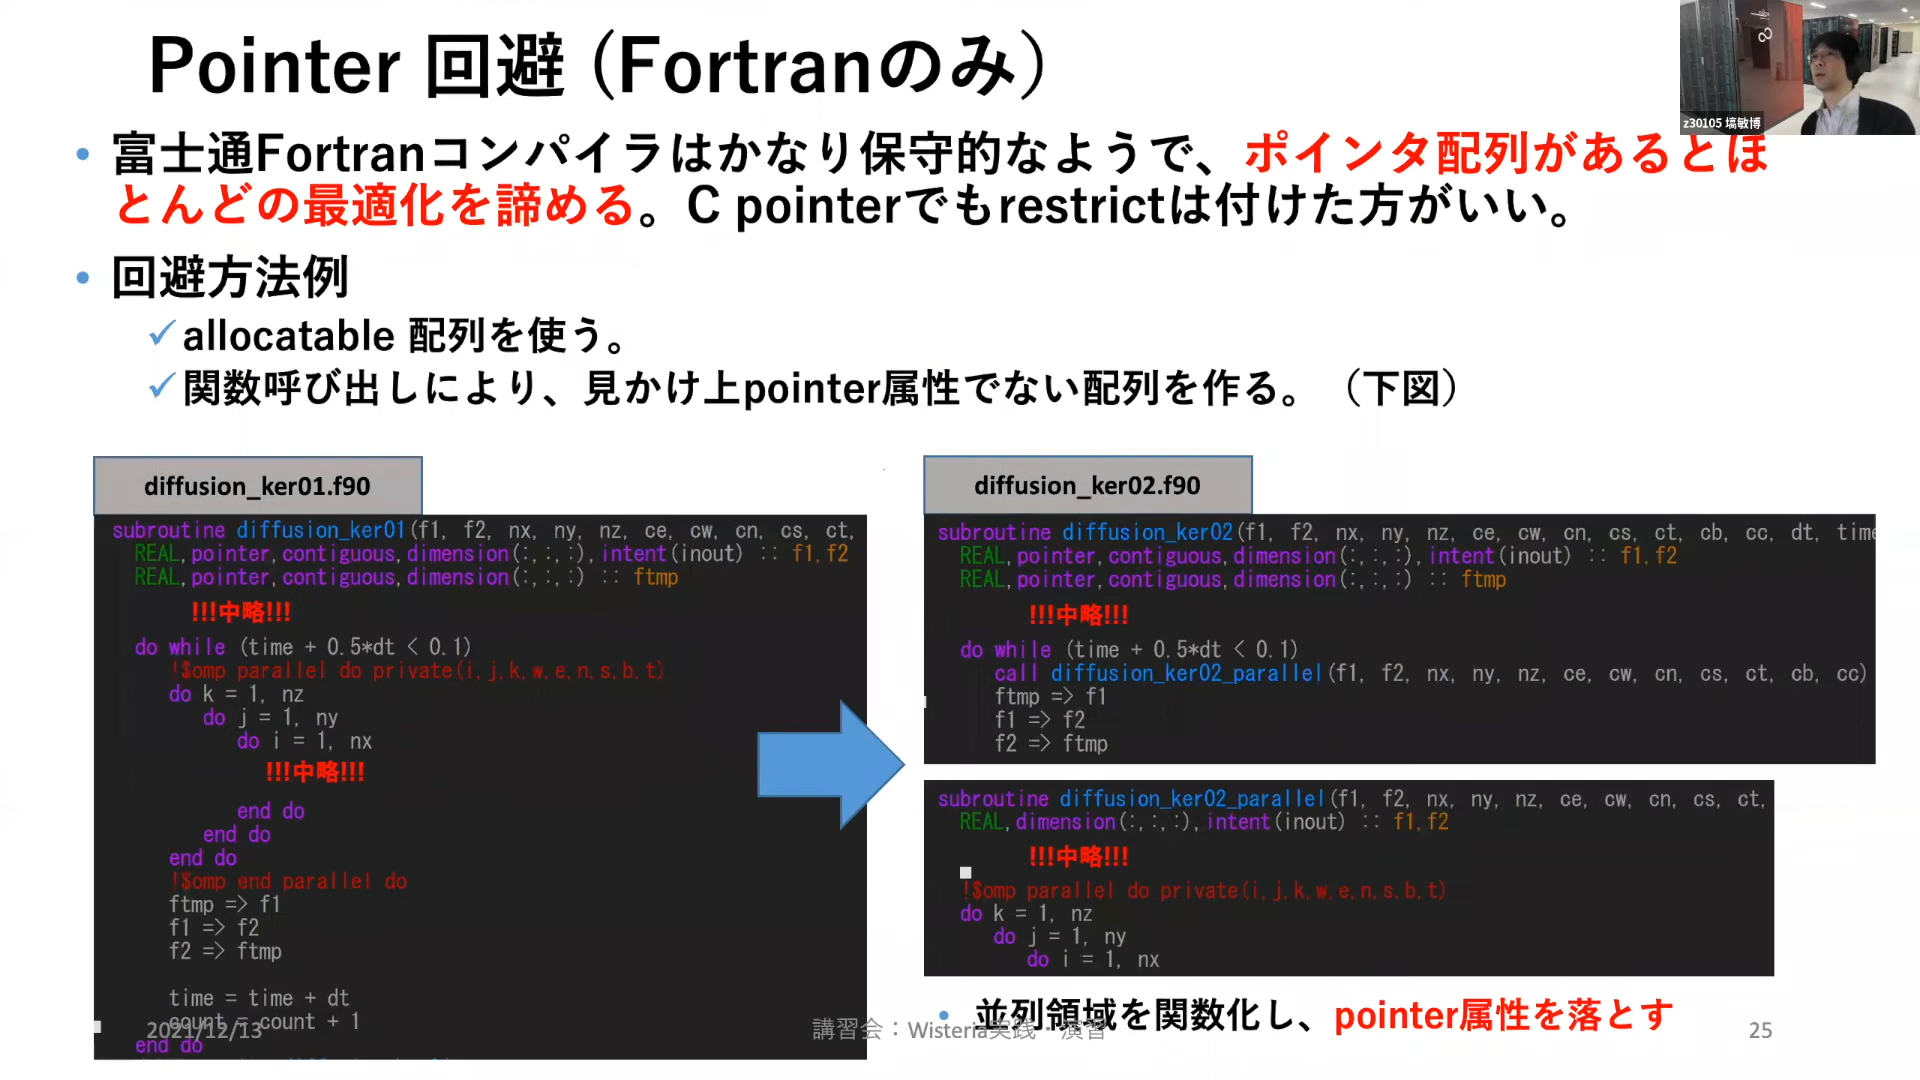 Pointer 回避 (Fortranのみ)
z30105 塙敏博
• 富士通Fortranコンパイラはかなり保守的なようで、ポインタ配列があるとほ
とんどの最適化を諦める。C pointerでもrestrictは付けた方がいい。
• 回避方法例
✓allocatable 配列を使う。
✓関数呼び出しにより、見かけ上pointer属性でない配列を作る。（下図）
diffusion_ker01.f90
subroutine diffusion_ker01(f1, f2, nx, ny, nz, ce, cw, cn, cs, ct,
REAL,pointer,contiguous,dimension(:,:,:),intent(inout) :: f1,f2
REAL,pointer,contiguous,dimension(:,:,:) :: ftmp
!!!中略!!!
do while (time + 0.5*dt < 0.1)
!$omp parallel do private(i,j,k,w,e,n,s,b,t)
do k = 1, nz
do j = 1, ny
do i = 1, nx
!!!中略!!!
end do
end do
end do
!$omp end parallel do
ftmp => f1
f1 => f2
f2 => ftmp
time = time + dt
count = count + 1
end do
diffusion_ker02.f90
subroutine diffusion_ker02(f1, f2, nx, ny, nz, ce, cw, cn, cs, ct, cb, cc, dt, time
REAL,pointer,contiguous,dimension(:,:,:),intent(inout) :: f1,f2
REAL,pointer,contiguous,dimension(:,:,:) :: ftmp
!!!中略!!!
do while (time + 0.5*dt < 0.1)
call diffusion_ker02_parallel(f1, f2, nx, ny, nz, ce, cw, cn, cs, ct, cb, cc)
ftmp => f1
f1 => f2
f2 => ftmp
subroutine diffusion_ker02_parallel(f1, f2, nx, ny, nz, ce, cw, cn, cs, ct,
REAL,dimension(:,:,:),intent(inout) :: f1,f2
!!!中略!!!
!$omp parallel do private(i,j,k,w,e,n,s,b,t)
do k = 1, nz
do j = 1, ny
do i = 1, nx
• 並列領域を関数化し、pointer属性を落とす
2021/12/13
講習会：Wisteria実践・演習
25